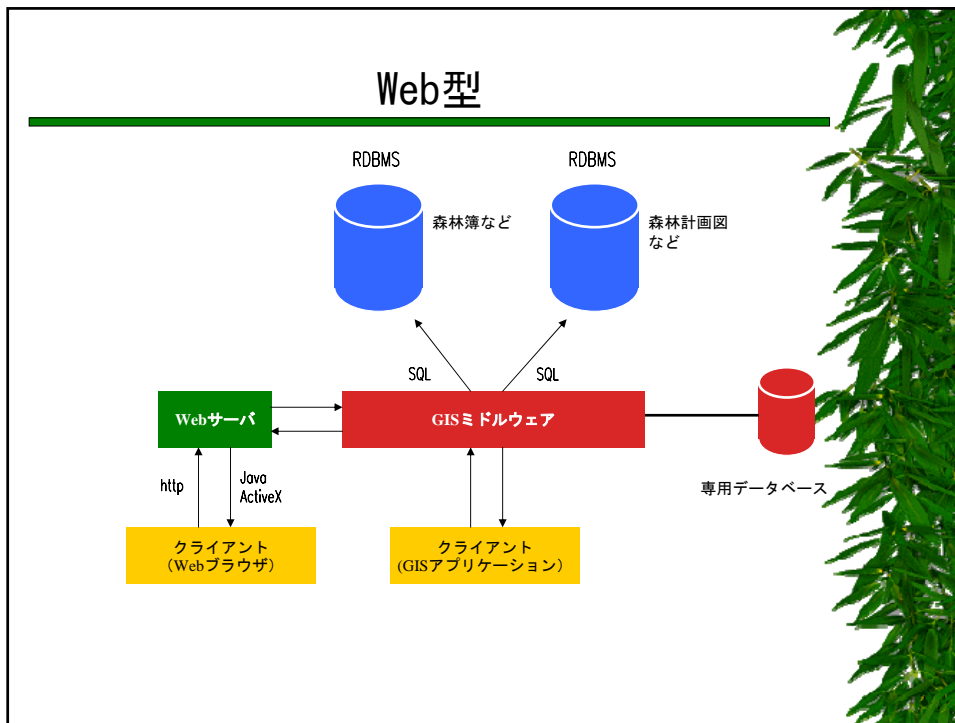 Web型
RDBMS
RDBMS
森林簿など
森林計画図
など
SQL
SQL
Webサーバ
GISミドルウェア
http
Java
ActiveX
専用データベース
クライアント
（Webブラウザ）
クライアント
(GISアプリケーション）